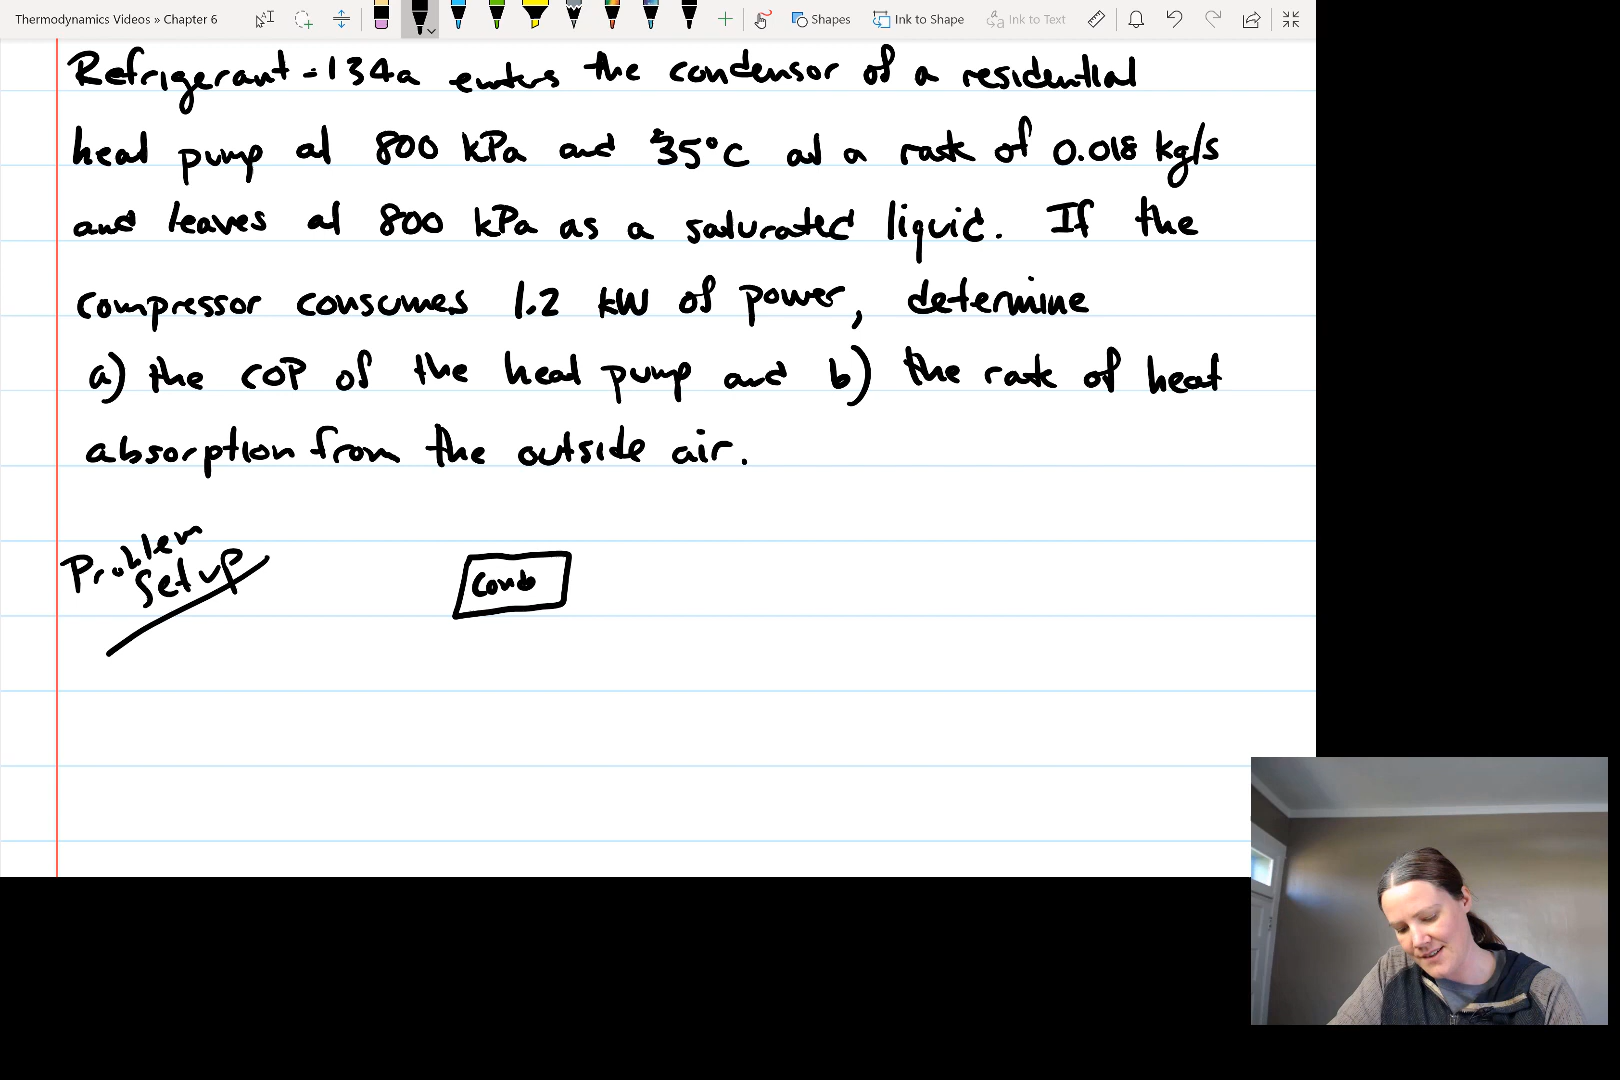 Thermodynamics Videos » Chapter 6
Shapes
Ink to Shape
Ink to Text
Refrigerant-134a enters the condensor of a residential
heat pump at 800 kPa and 35°C at a rate of 0.018 kg/s
and leaves at 800 kPa as a saturated liquid. If the
compressor consumes 1.2 kW of power, determine
a) the COP of the heat pump and b) the rate of heat
absorption from the outside air.
Problem
Setup
Cond